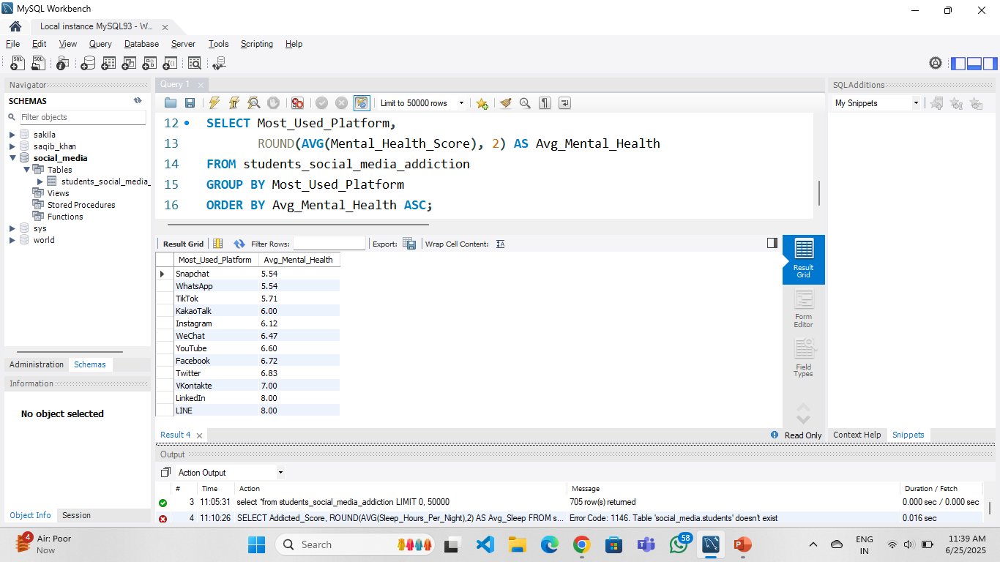 MySQL Workbench
Local instance MySQL93 - W...
File Edit View Query Database Server Tools Scripting Help
Navigator
SCHEMAS
Filter objects
sakila
saqib_khan
social_media
Tables
students_social_media_
Views
Stored Procedures
Functions
sys
world
Administration Schemas
Information
No object selected
Object Info Session
Query 1
Limit to 50000 rows
12 SELECT Most_Used_Platform,
13 ROUND(AVG(Mental_Health_Score), 2) AS Avg_Mental_Health
14 FROM students_social_media_addiction
15 GROUP BY Most_Used_Platform
16 ORDER BY Avg_Mental_Health ASC;
Result Grid Filter Rows: Export: Wrap Cell Content:
Most_Used_Platform Avg_Mental_Health
Snapchat 5.54
WhatsApp 5.54
TikTok 5.71
KakaoTalk 6.00
Instagram 6.12
WeChat 6.47
YouTube 6.60
Facebook 6.72
Twitter 6.83
VKontakte 7.00
LinkedIn 8.00
LINE 8.00
Result Grid
Form Editor
Field Types
Result 4
Read Only
SQLAdditions
My Snippets
Context Help Snippets
Output
Action Output
# Time Action Message Duration / Fetch
3 11:05:31 select *from students_social_media_addiction LIMIT 0, 50000 705 row(s) returned 0.000 sec / 0.000 sec
4 11:10:26 SELECT Addicted_Score, ROUND(AVG(Sleep_Hours_Per_Night),2) AS Avg_Sleep FROM s... Error Code: 1146. Table 'social_media.students' doesn't exist 0.016 sec
4
Air: Poor
Now
Search
58
ENG
IN
11:39 AM
6/25/2025